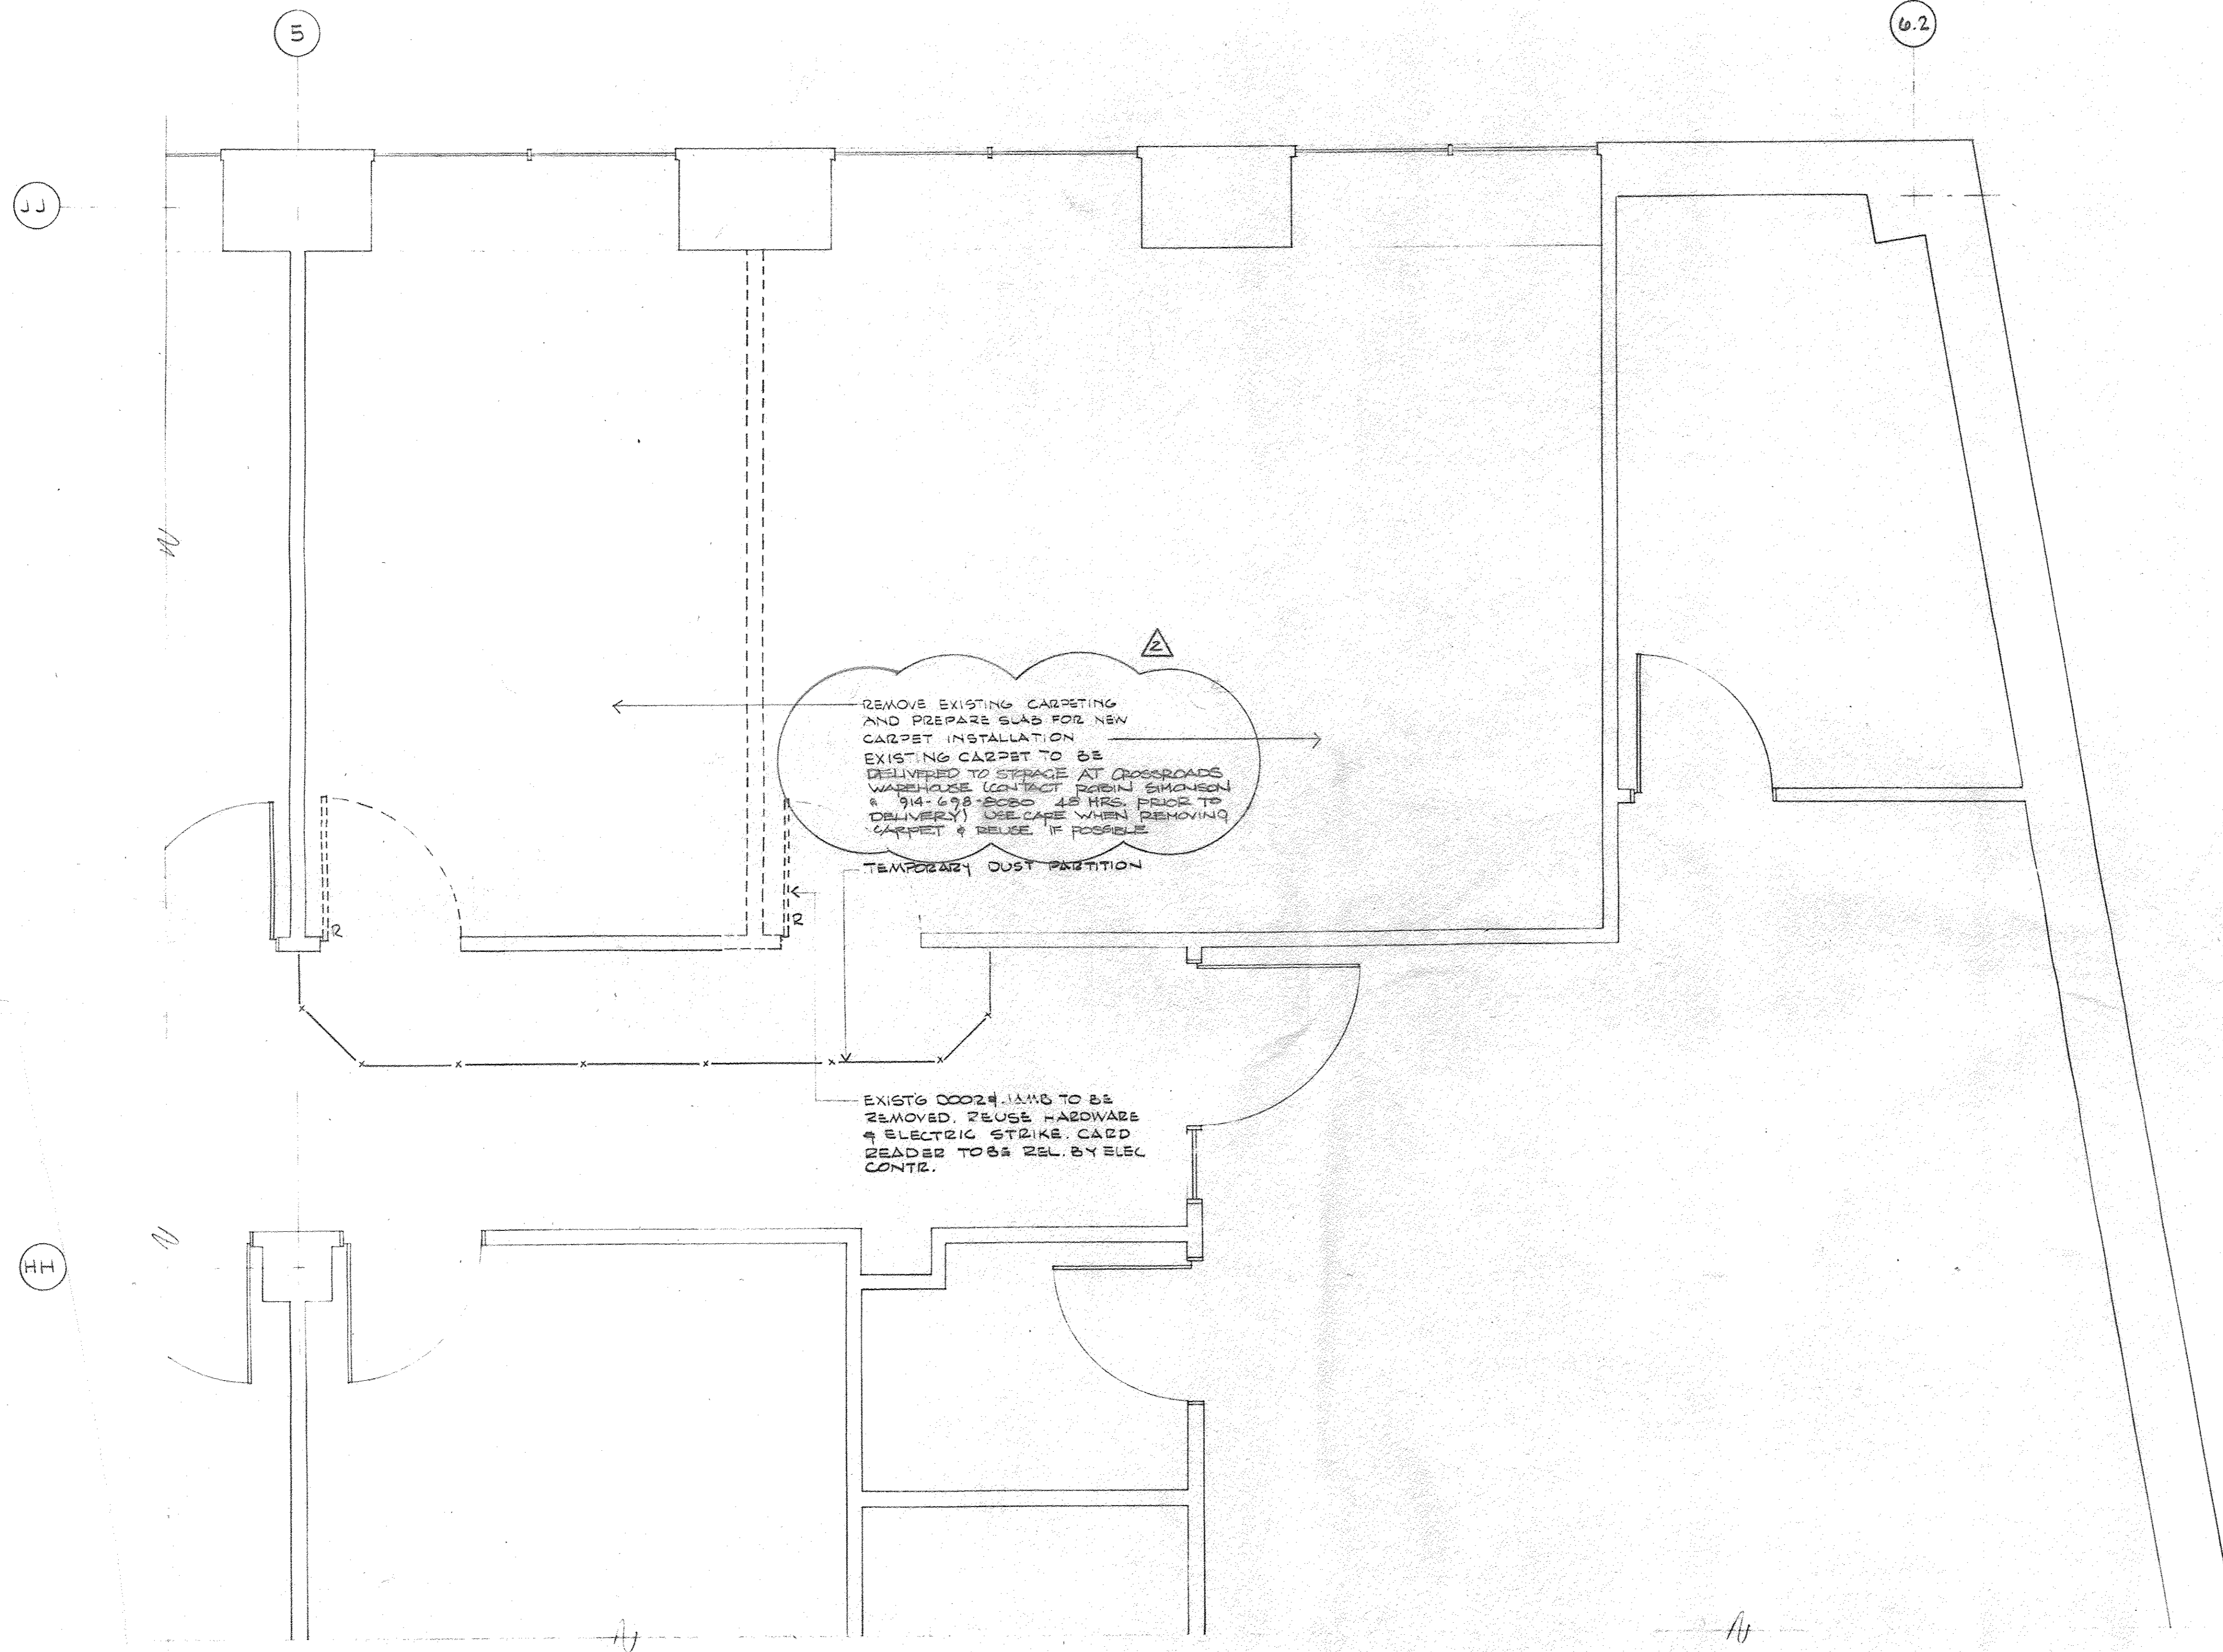 5
6.2
JJ
2
REMOVE EXISTING CARPETING
AND PREPARE SLAB FOR NEW
CARPET INSTALLATION
EXISTING CARPET TO BE
DELIVERED TO STORAGE AT CROSSROADS
WAREHOUSE (CONTACT ROBIN SIMONSON
@ 914-698-8080 48 HRS. PRIOR TO
DELIVERY) USE CARE WHEN REMOVING
CARPET & REUSE IF POSSIBLE
TEMPORARY DUST PARTITION
R
R
EXIST'G DOOR & JAMB TO BE
REMOVED. REUSE HARDWARE
& ELECTRIC STRIKE. CARD
READER TO BE REL. BY ELEC
CONTR.
HH